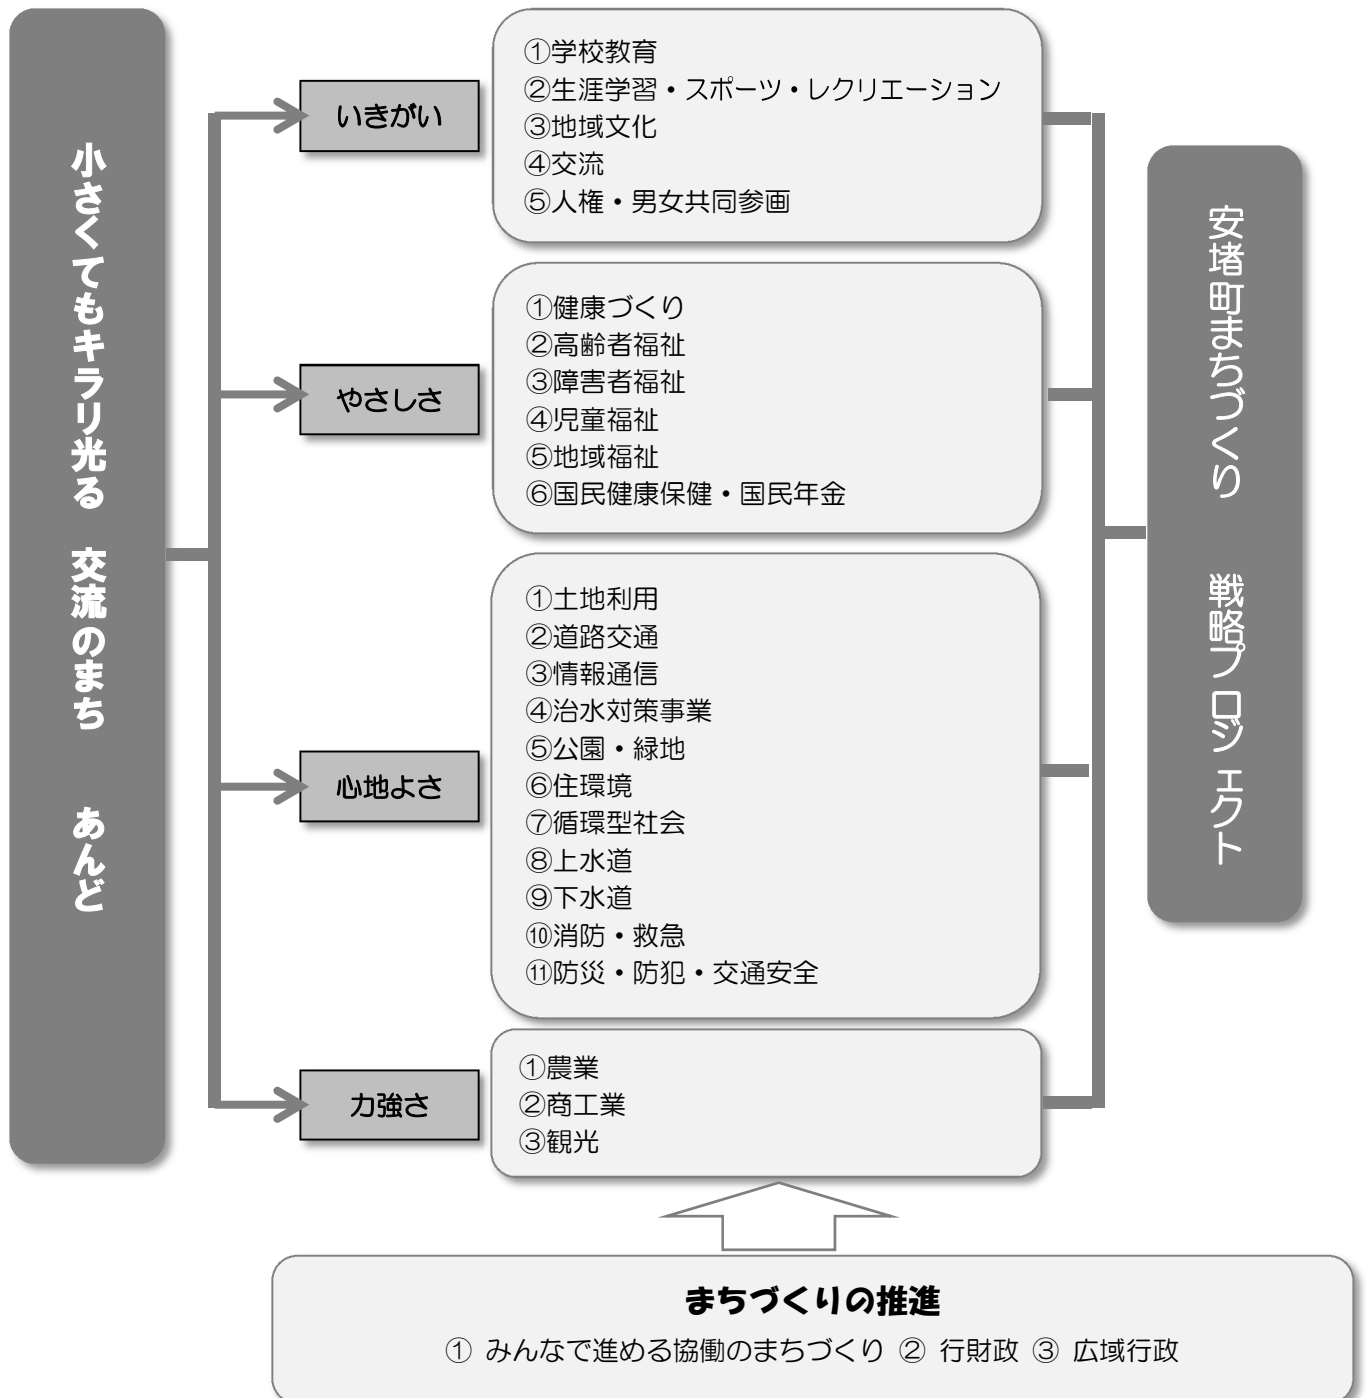 小さくてもキラリ光る　交流のまち　あんど
いきがい
①学校教育
②生涯学習・スポーツ・レクリエーション
③地域文化
④交流
⑤人権・男女共同参画
やさしさ
①健康づくり
②高齢者福祉
③障害者福祉
④児童福祉
⑤地域福祉
⑥国民健康保健・国民年金
心地よさ
①土地利用
②道路交通
③情報通信
④治水対策事業
⑤公園・緑地
⑥住環境
⑦循環型社会
⑧上水道
⑨下水道
⑩消防・救急
⑪防災・防犯・交通安全
力強さ
①農業
②商工業
③観光
安堵町まちづくり　戦略プロジェクト
まちづくりの推進
① みんなで進める協働のまちづくり ② 行財政 ③ 広域行政